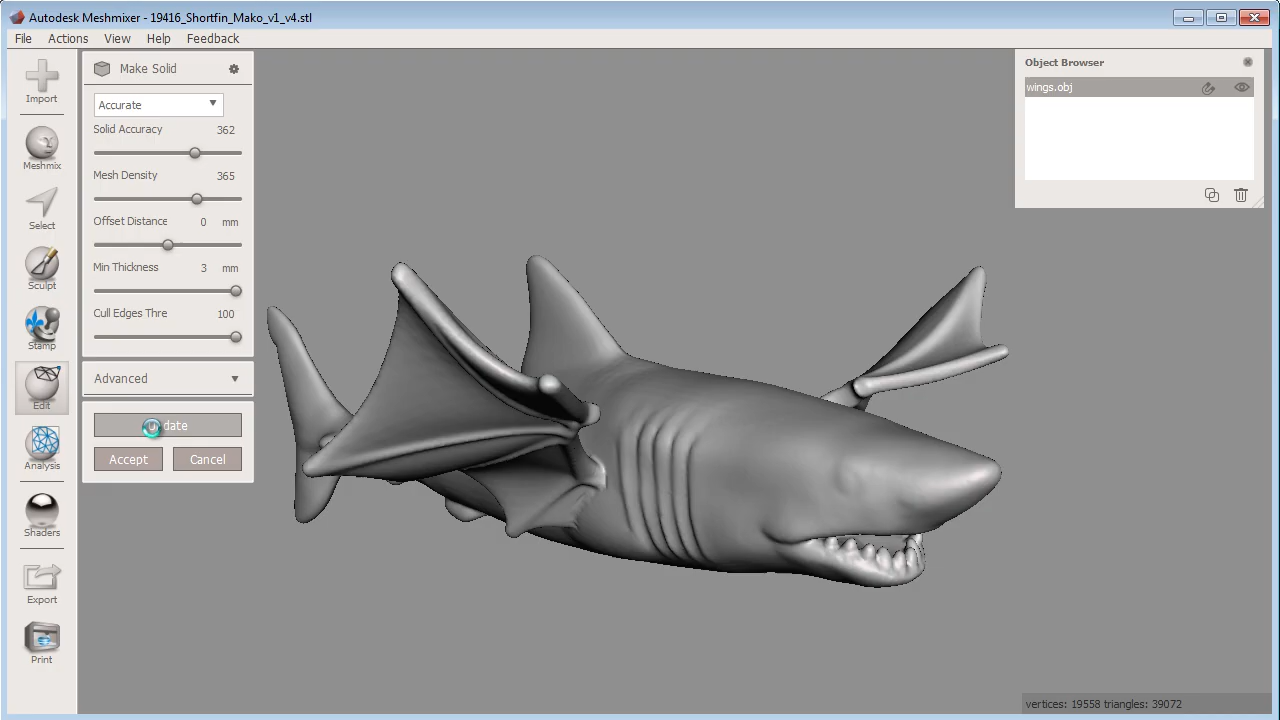 Autodesk Meshmixer - 19416_Shortfin_Mako_v1_v4.stl
File Actions View Help Feedback
Import
Meshmix
Select
Sculpt
Stamp
Edit
Analysis
Shaders
Export
Print
Make Solid
Accurate
Solid Accuracy 362
Mesh Density 365
Offset Distance 0 mm
Min Thickness 3 mm
Cull Edges Thre 100
Advanced
Accept Cancel
Object Browser
wings.obj
vertices: 19558 triangles: 39072